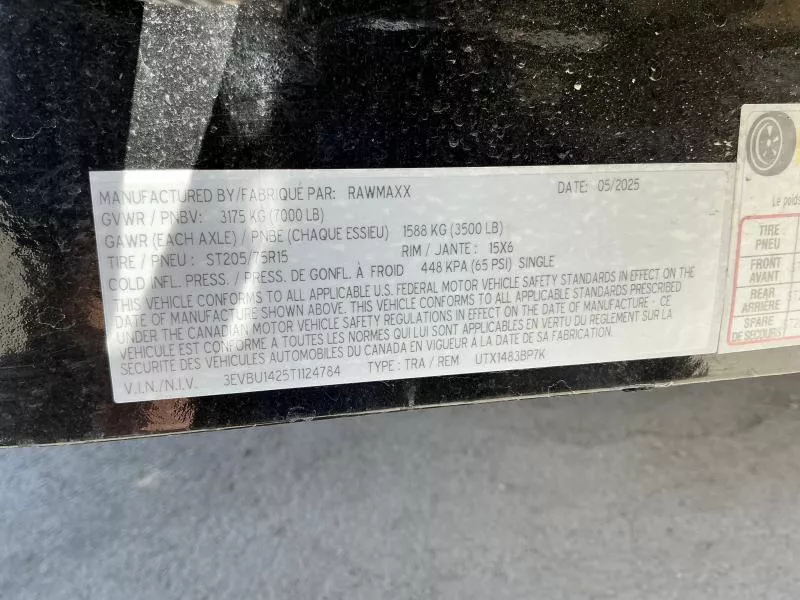 MANUFACTURED BY/FABRIQUÉ PAR: RAWMAXX DATE: 05/2025
GVWR / PNBV: 3175 KG (7000 LB)
GAWR (EACH AXLE) / PNBE (CHAQUE ESSIEU) 1588 KG (3500 LB)
TIRE / PNEU : ST205/75R15 RIM / JANTE : 15X6
COLD INFL. PRESS. / PRESS. DE GONFL. À FROID 448 KPA (65 PSI) SINGLE
THIS VEHICLE CONFORMS TO ALL APPLICABLE U.S. FEDERAL MOTOR VEHICLE SAFETY STANDARDS IN EFFECT ON THE
DATE OF MANUFACTURE SHOWN ABOVE. THIS VEHICLE CONFORMS TO ALL APPLICABLE STANDARDS PRESCRIBED
UNDER THE CANADIAN MOTOR VEHICLE SAFETY REGULATIONS IN EFFECT ON THE DATE OF MANUFACTURE - CE
VÉHICULE EST CONFORME A TOUTES LES NORMES QUI LUI SONT APPLICABLES EN VERTU DU RÈGLEMENT SUR LA
SÉCURITÉ DES VÉHICULES AUTOMOBILES DU CANADA EN VIGUEUR A LA DATE DE SA FABRICATION.
V.I.N./N.I.V. 3EVBU1425T1124784 TYPE : TRA / REM UTX1483BP7K
Le poids
TIRE
PNEU
FRONT
AVANT
REAR
ARRIÈRE
SPARE
DE SECOURS